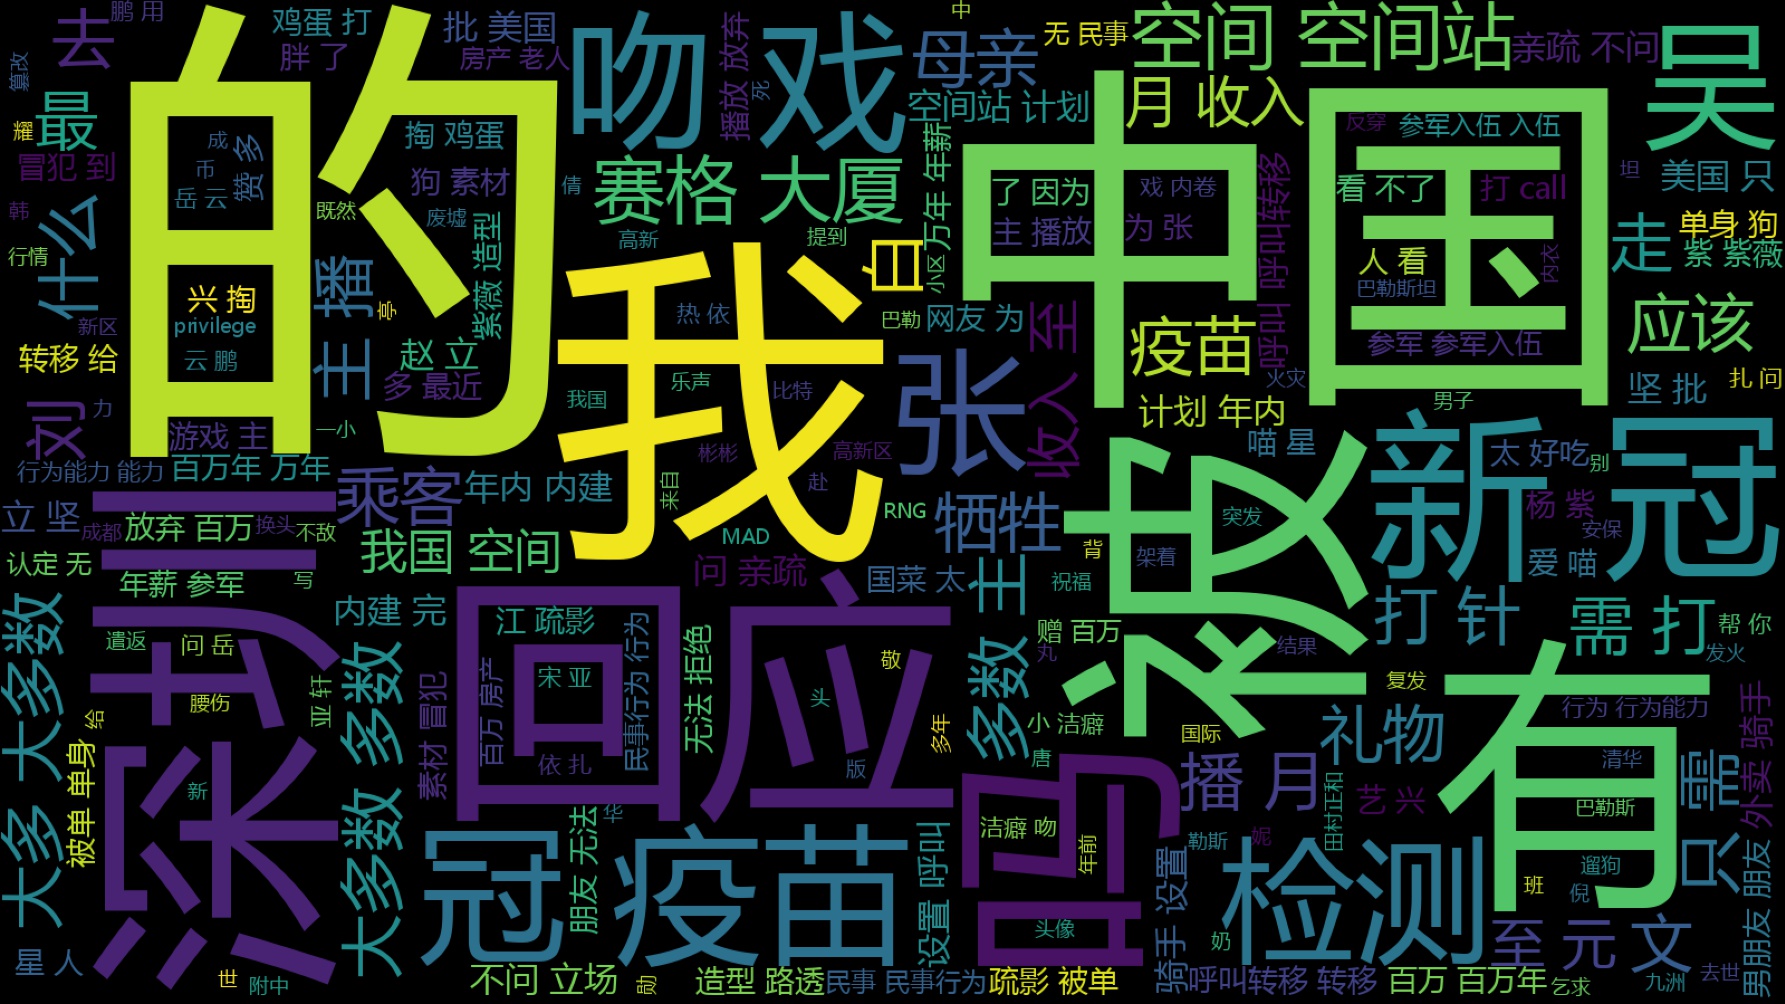 的
我
中国
被
有
吻 戏
新 冠
回应
吗
深圳
一
冠 疫苗
检测
空间 空间站
吴
母亲
月 收入
赛格 大厦
张
疫苗
应该
牺牲
打 针
需 打
乘客
我国 空间
礼物
播 月
至 元
文
去
鹏 用
鸡蛋 打
胖 了
批 美国
房产 老人
播放 放弃
死
中
无 民事
亲疏 不问
空间站 计划
篡改
最
耀
冒犯 到
什么
韩
行情
新区
转移 给
刘
力
成
币
赞 多
岳 云
兴 掏
privilege
云 鹏
游戏 主
掏 鸡蛋
狗 素材
既然
废墟
紫薇 造型
主 播
亭
赵 立
多 最近
一小
倩
高新
提到
白
热 依
巴勒
网友 为
小区
万年 年薪
乐声
比特
我国
彬彬
高新区
赴
来自
RNG
MAD
收入 至
呼叫 呼叫转移
了 因为
戏 内卷
主 播放
为 张
反穿
参军入伍 入伍
看 不了
打 call
人 看
巴勒斯坦
内衣
参军 参军入伍
坦
美国 只
单身 狗
走
紫 紫薇
坚 批
扎 问
火灾
男子
计划 年内
喵 星
太 好吃
别
杨 紫
安保
爱 喵
突发
架着
背
祝福
行为能力 能力
百万年 万年
立 坚
成都
放弃 百万
换头
不敌
认定 无
年薪 参军
写
年内 内建
内建 完
问 亲疏
国菜 太
江 疏影
宋 亚
依 扎
敬
头
版
多年
遣返
问 岳
腰伤
亚 轩
给
新
被单 单身
大多 大多数
大多数 多数
素材 冒犯
百万 房产
民事行为 行为
无法 拒绝
多数 主
赠 百万
丸
小 洁癖
唐
国际
结果
复发
帮 你
发火
行为 行为能力
清华
巴勒斯
遛狗
倪
班
只 需
外卖 骑手
艺 兴
田村正和
勒斯
妮
洁癖 吻
年前
头像
设置 呼叫
骑手 设置
奶
男朋友 朋友
朋友 无法
华
星 人
世
附中
不问 立场
勋
造型 路透
民事 民事行为
疏影 被单
呼叫转移 转移
百万 百万年
乞求
九洲
去世